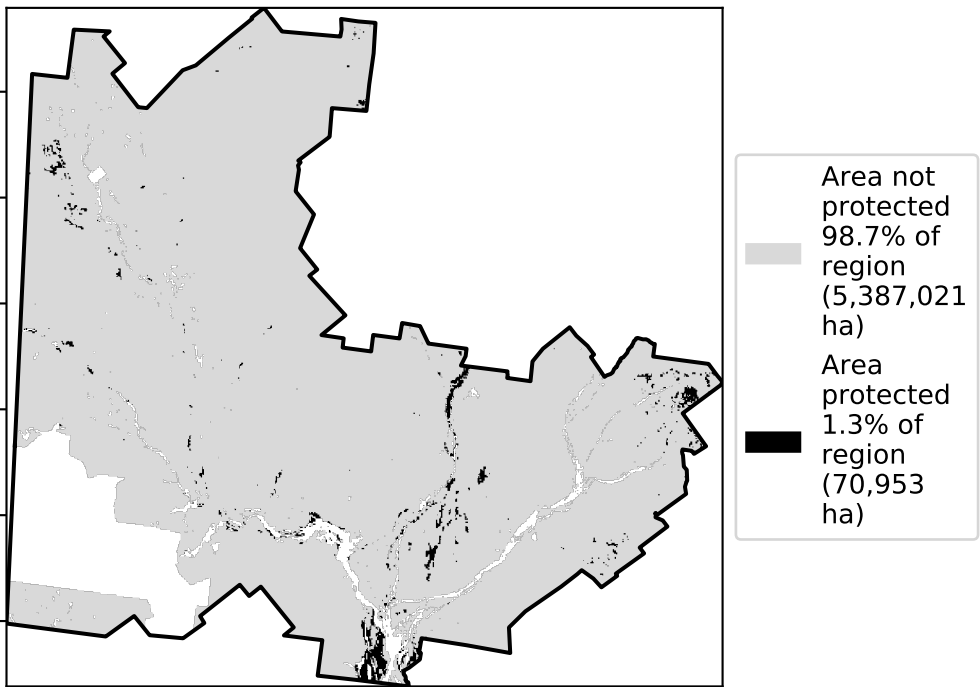 Area not
protected
98.7% of
region
(5,387,021
ha)
Area
protected
1.3% of
region
(70,953
ha)